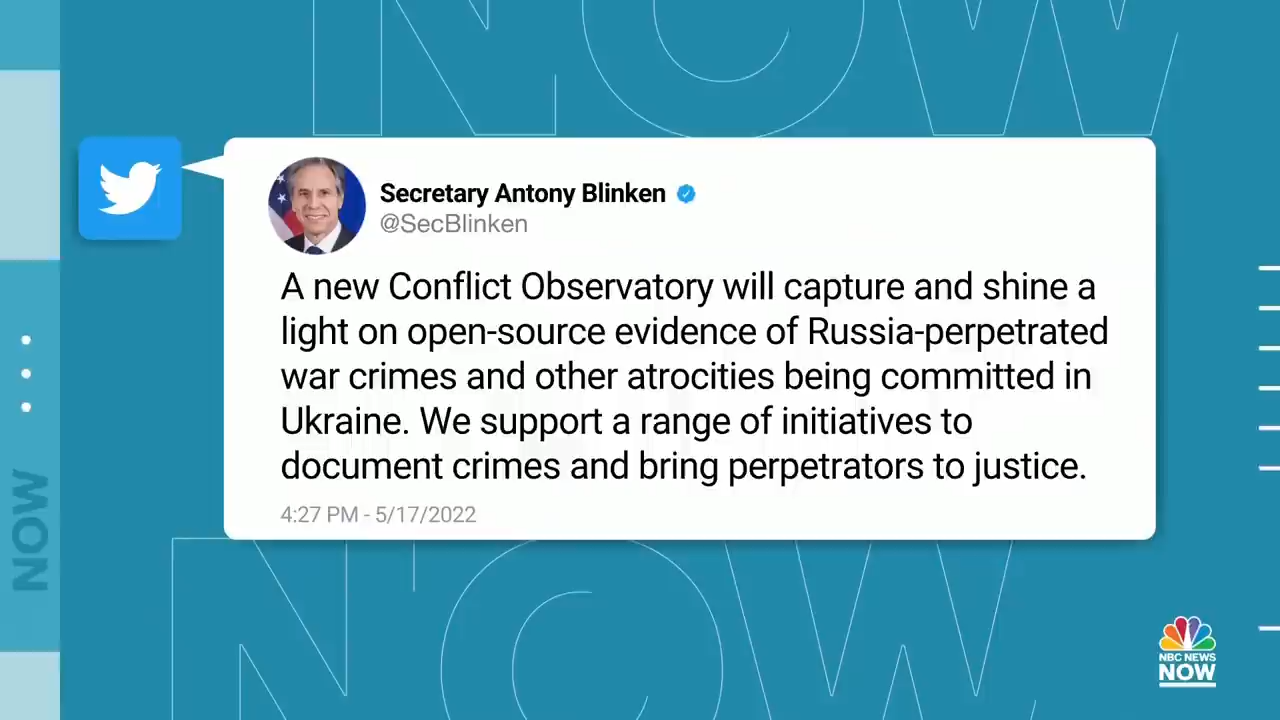 NOW
Secretary Antony Blinken
@SecBlinken
A new Conflict Observatory will capture and shine a
light on open-source evidence of Russia-perpetrated
war crimes and other atrocities being committed in
Ukraine. We support a range of initiatives to
document crimes and bring perpetrators to justice.
4:27 PM - 5/17/2022
NOW
NOW
NBC NEWS
NOW